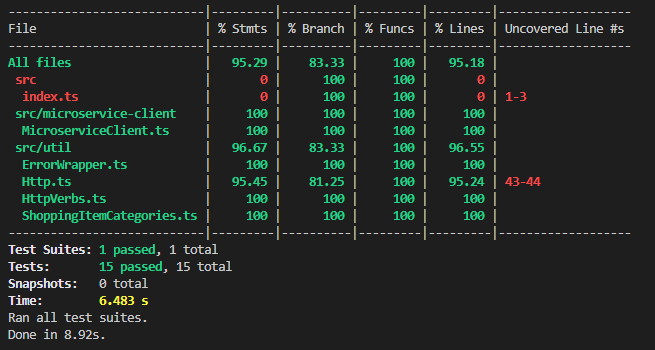 --------------------------|---------|----------|---------|---------|-------------------
File                      | % Stmts | % Branch | % Funcs | % Lines | Uncovered Line #s
--------------------------|---------|----------|---------|---------|-------------------
All files                 |   95.29 |    83.33 |     100 |   95.18 |
 src                      |       0 |      100 |     100 |       0 |
  index.ts                |       0 |      100 |     100 |       0 | 1-3
 src/microservice-client  |     100 |      100 |     100 |     100 |
  MicroserviceClient.ts   |     100 |      100 |     100 |     100 |
 src/util                 |   96.67 |    83.33 |     100 |   96.55 |
  ErrorWrapper.ts         |     100 |      100 |     100 |     100 |
  Http.ts                 |   95.45 |    81.25 |     100 |   95.24 | 43-44
  HttpVerbs.ts            |     100 |      100 |     100 |     100 |
  ShoppingItemCategories.ts |     100 |      100 |     100 |     100 |
--------------------------|---------|----------|---------|---------|-------------------
Test Suites: 1 passed, 1 total
Tests:       15 passed, 15 total
Snapshots:   0 total
Time:        6.483 s
Ran all test suites.
Done in 8.92s.